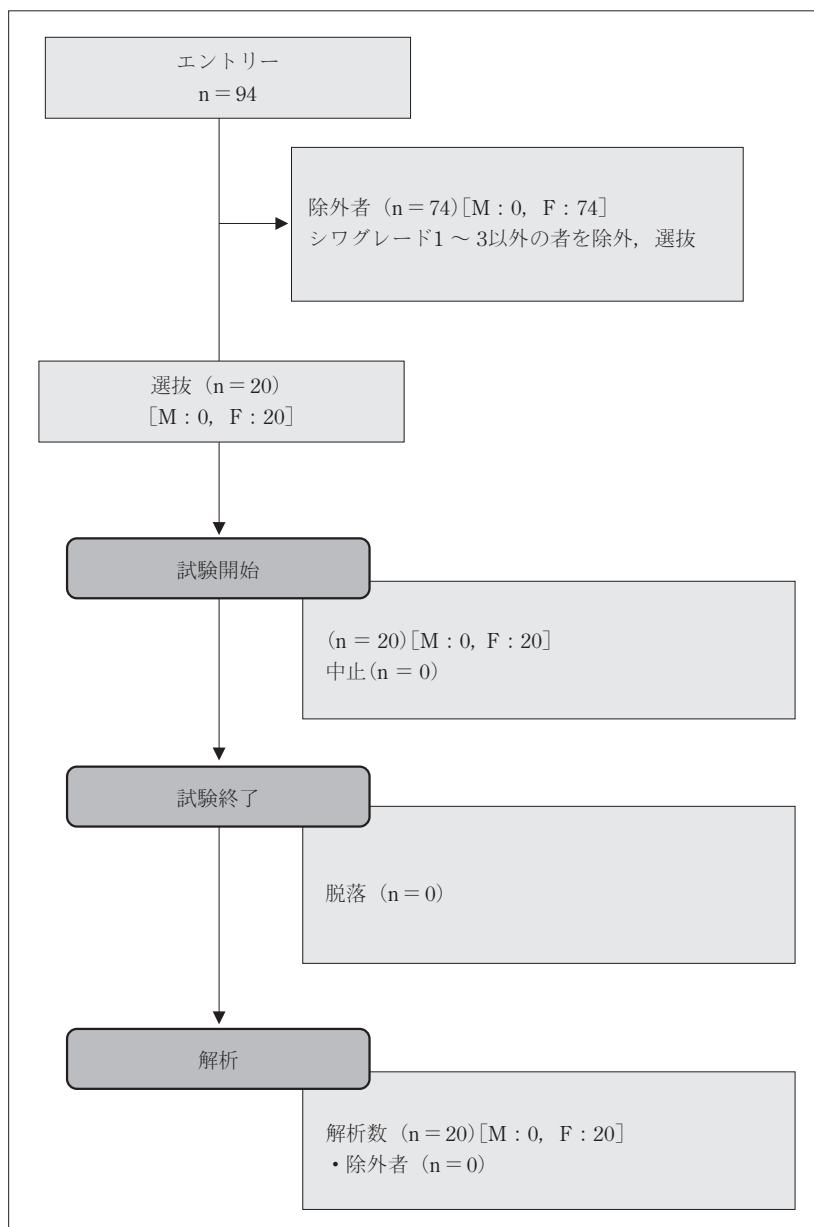 エントリー
n＝94
除外者 (n＝74)［M：0, F：74］
シワグレード1～3以外の者を除外, 選抜
選抜 (n＝20)
［M：0, F：20］
試験開始
(n = 20)［M：0, F：20］
中止(n = 0)
試験終了
脱落 (n＝0)
解析
解析数 (n＝20)［M：0, F：20］
・除外者 (n＝0)